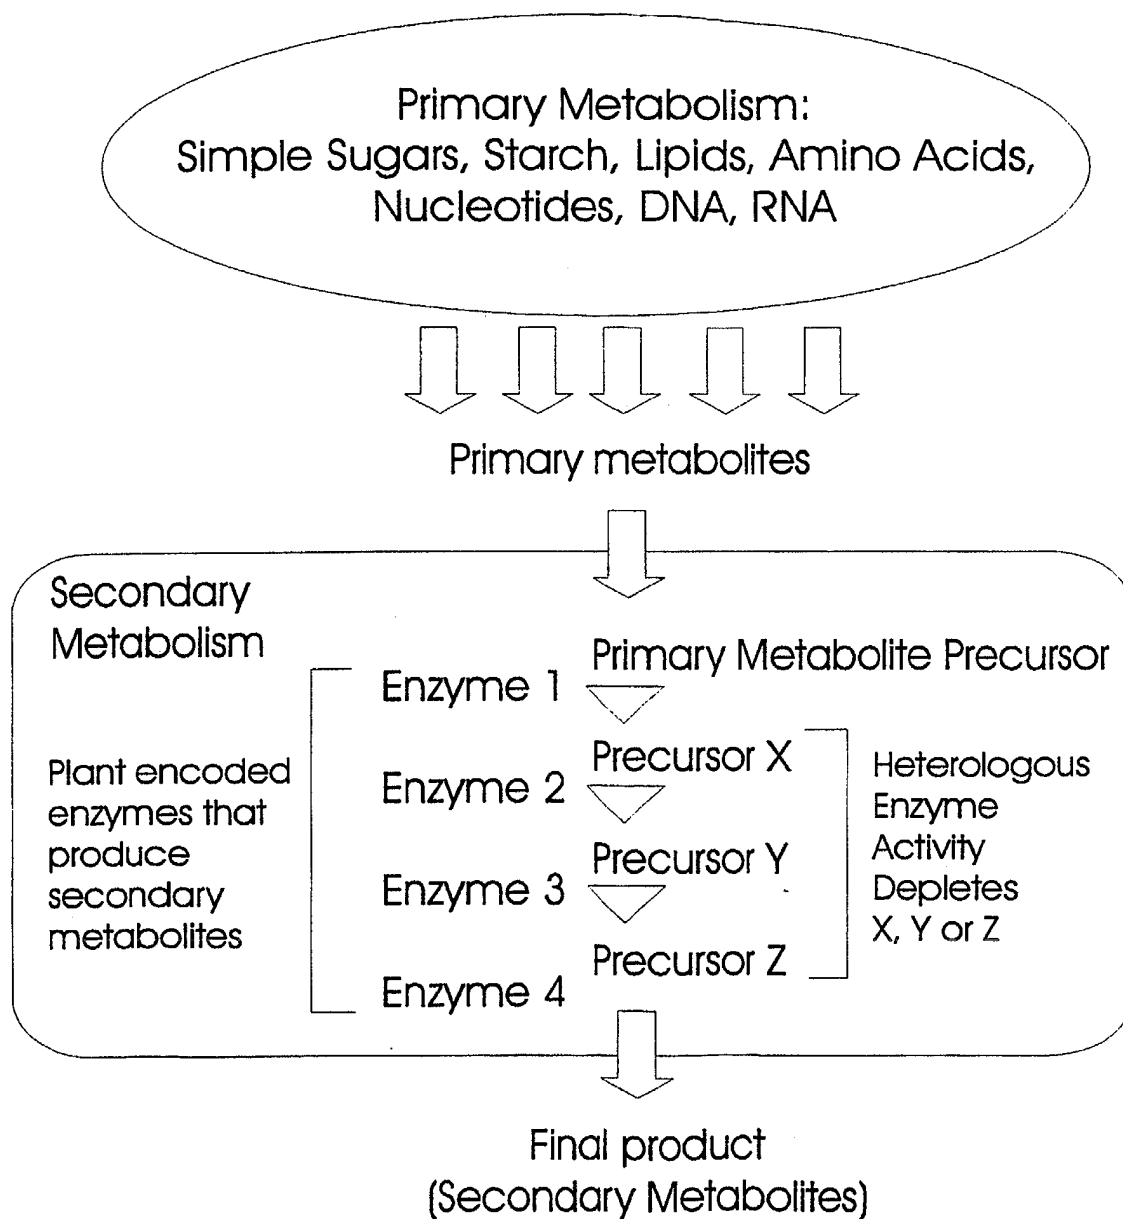 Primary Metabolism:
Simple Sugars, Starch, Lipids, Amino Acids,
Nucleotides, DNA, RNA
Primary metabolites
Secondary
Metabolism
Primary Metabolite Precursor
Enzyme 1
Precursor X
Enzyme 2
Precursor Y
Enzyme 3
Precursor Z
Enzyme 4
Plant encoded
enzymes that
produce
secondary
metabolites
Heterologous
Enzyme
Activity
Depletes
X, Y or Z
Final product
(Secondary Metabolites)